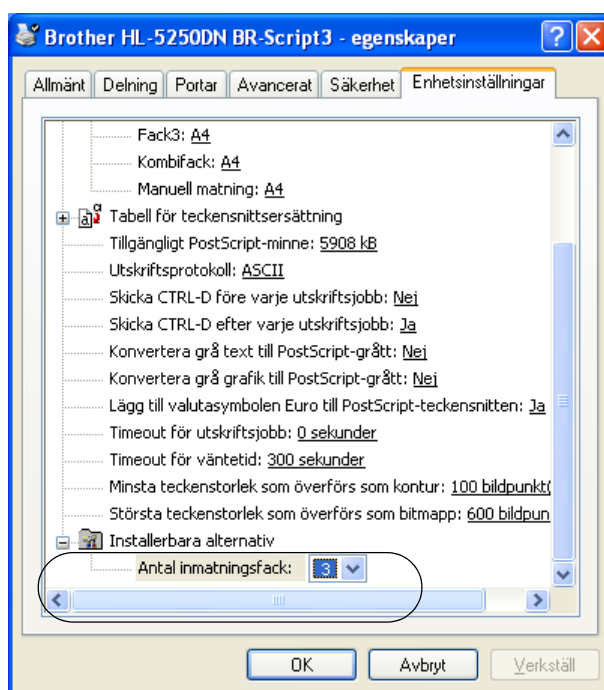 Brother HL-5250DN BR-Script3 - egenskaper
Allmänt Delning Portar Avancerat Säkerhet Enhetsinställningar
Fack3: A4
Kombifack: A4
Manuell matning: A4
Tabell för teckensnittsersättning
Tillgängligt PostScript-minne: 5908 kB
Utskriftsprotokoll: ASCII
Skicka CTRL-D före varje utskriftsjobb: Nej
Skicka CTRL-D efter varje utskriftsjobb: Ja
Konvertera grå text till PostScript-grått: Nej
Konvertera grå grafik till PostScript-grått: Nej
Lägg till valutasymbolen Euro till PostScript-teckensnitten: Ja
Timeout för utskriftsjobb: 0 sekunder
Timeout för väntetid: 300 sekunder
Minsta teckenstorlek som överförs som kontur: 100 bildpunkt(
Största teckenstorlek som överförs som bitmapp: 600 bildpun
Installerbara alternativ
Antal inmatningsfack: 3
OK Avbryt Verkställ